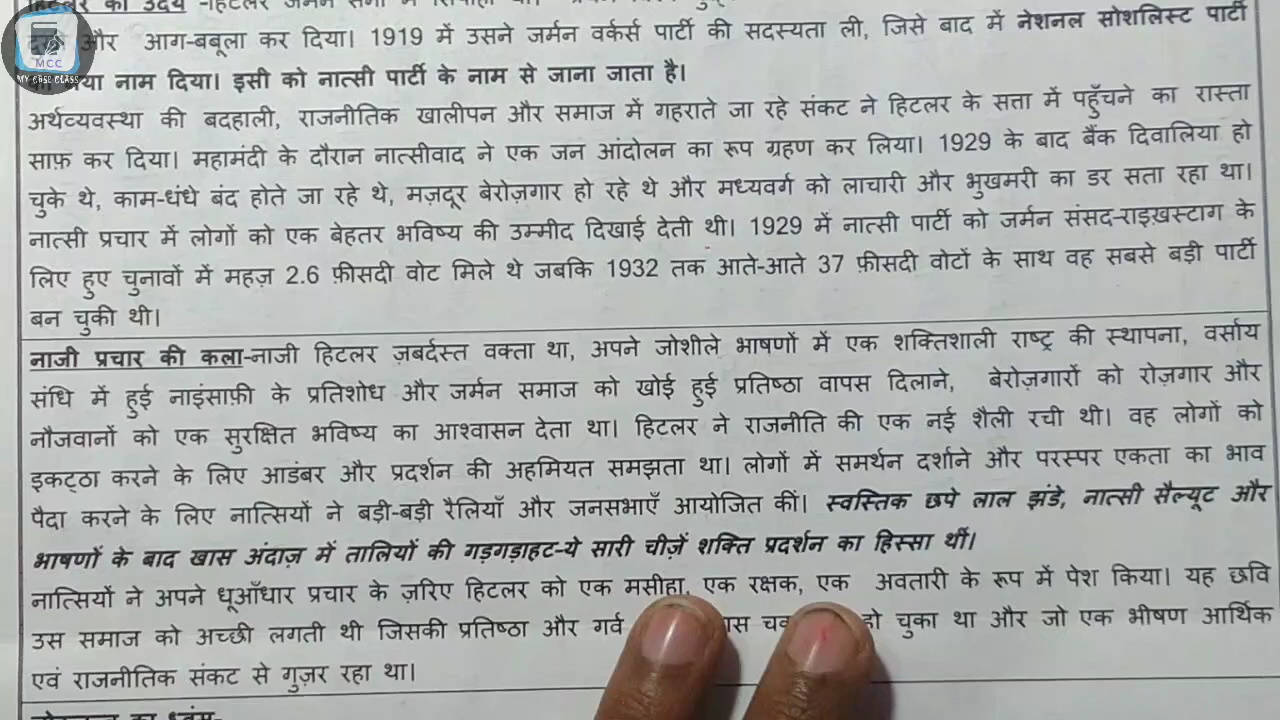 हिटलर का उदय
और आग-बबूला कर दिया। 1919 में उसने जर्मन वर्कर्स पार्टी की सदस्यता ली, जिसे बाद में नेशनल सोशलिस्ट पार्टी
नया नाम दिया। इसी को नात्सी पार्टी के नाम से जाना जाता है।
MCC
MY CBSE CLASS
अर्थव्यवस्था की बदहाली, राजनीतिक खालीपन और समाज में गहराते जा रहे संकट ने हिटलर के सत्ता में पहुँचने का रास्ता
साफ़ कर दिया। महामंदी के दौरान नात्सीवाद ने एक जन आंदोलन का रूप ग्रहण कर लिया। 1929 के बाद बैंक दिवालिया हो
चुके थे, काम-धंधे बंद होते जा रहे थे, मज़दूर बेरोज़गार हो रहे थे और मध्यवर्ग को लाचारी और भुखमरी का डर सता रहा था।
नात्सी प्रचार में लोगों को एक बेहतर भविष्य की उम्मीद दिखाई देती थी। 1929 में नात्सी पार्टी को जर्मन संसद-राइख़स्टाग के
लिए हुए चुनावों में महज़ 2.6 फ़ीसदी वोट मिले थे जबकि 1932 तक आते-आते 37 फ़ीसदी वोटों के साथ वह सबसे बड़ी पार्टी
बन चुकी थी।
नाजी प्रचार की कला-नाजी हिटलर ज़बर्दस्त वक्ता था, अपने जोशीले भाषणों में एक शक्तिशाली राष्ट्र की स्थापना, वर्साय
संधि में हुई नाइंसाफ़ी के प्रतिशोध और जर्मन समाज को खोई हुई प्रतिष्ठा वापस दिलाने, बेरोज़गारों को रोज़गार और
नौजवानों को एक सुरक्षित भविष्य का आश्वासन देता था। हिटलर ने राजनीति की एक नई शैली रची थी। वह लोगों को
इकट्ठा करने के लिए आडंबर और प्रदर्शन की अहमियत समझता था। लोगों में समर्थन दर्शाने और परस्पर एकता का भाव
पैदा करने के लिए नात्सियों ने बड़ी-बड़ी रैलियाँ और जनसभाएँ आयोजित कीं। स्वस्तिक छपे लाल झंडे, नात्सी सैल्यूट और
भाषणों के बाद खास अंदाज़ में तालियों की गड़गड़ाहट-ये सारी चीज़ें शक्ति प्रदर्शन का हिस्सा थीं।
नात्सियों ने अपने धूआँधार प्रचार के ज़रिए हिटलर को एक मसीहा, एक रक्षक, एक अवतारी के रूप में पेश किया। यह छवि
उस समाज को अच्छी लगती थी जिसकी प्रतिष्ठा और गर्व हो चुका था और जो एक भीषण आर्थिक
एवं राजनीतिक संकट से गुज़र रहा था।